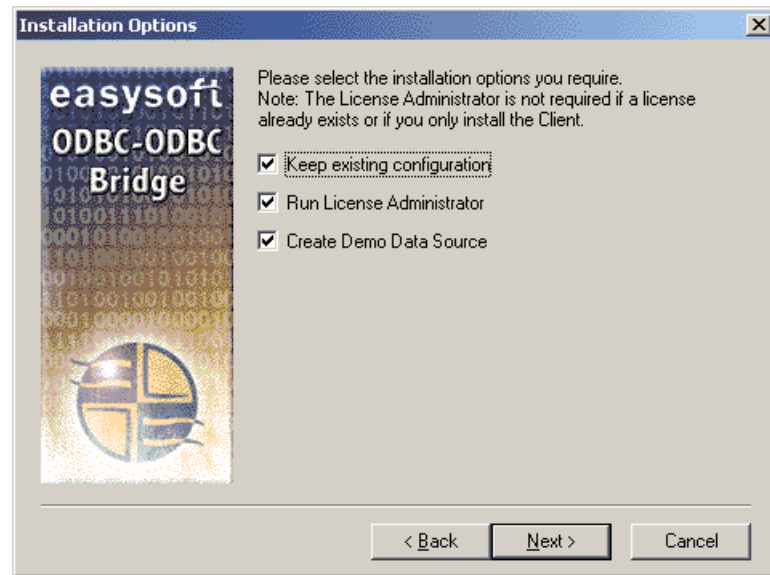 Installation Options
easysoft
ODBC-ODBC
Bridge
Please select the installation options you require.
Note: The License Administrator is not required if a license
already exists or if you only install the Client.
Keep existing configuration
Run License Administrator
Create Demo Data Source
< Back
Next >
Cancel